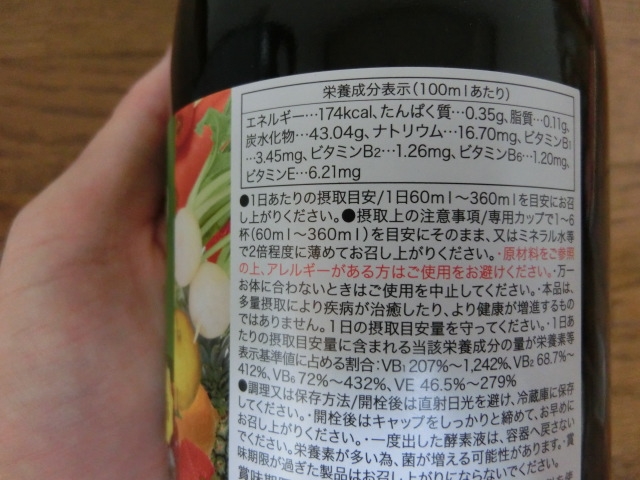 栄養成分表示(100mlあたり)
エネルギー…174kcal、たんぱく質…0.35g、脂質…0.11g、
炭水化物…43.04g、ナトリウム…16.70mg、ビタミンB1
…3.45mg、ビタミンB2…1.26mg、ビタミンB6…1.20mg、
ビタミンE…6.21mg
●1日あたりの摂取目安/1日60ml〜360mlを目安にお召
し上がりください。●摂取上の注意事項/専用カップで1〜6
杯(60ml〜360ml)を目安にそのまま、又はミネラル水等
で2倍程度に薄めてお召し上がりください。・原材料をご参照
の上、アレルギーがある方はご使用をお避けください。・万一
お体に合わないときはご使用を中止してください。・本品は、
多量摂取により疾病が治癒したり、より健康が増進するもの
ではありません。1日の摂取目安量を守ってください。・1日あ
たりの摂取目安量に含まれる当該栄養成分の量が栄養素等
表示基準値に占める割合:VB1 207%〜1,242%、VB2 68.7%〜
412%、VB6 72%〜432%、VE 46.5%〜279%
●調理又は保存方法/開栓後は直射日光を避け、冷蔵庫に保存
してください。・開栓後はキャップをしっかりと締めて、お早めに
お召し上がりください。・一度出した酵素液は、容器へ戻さない
でください。栄養素が多い為、菌が増える可能性があります。・賞
味期限が過ぎた製品はお召し上がりにならないでください。
賞味期限